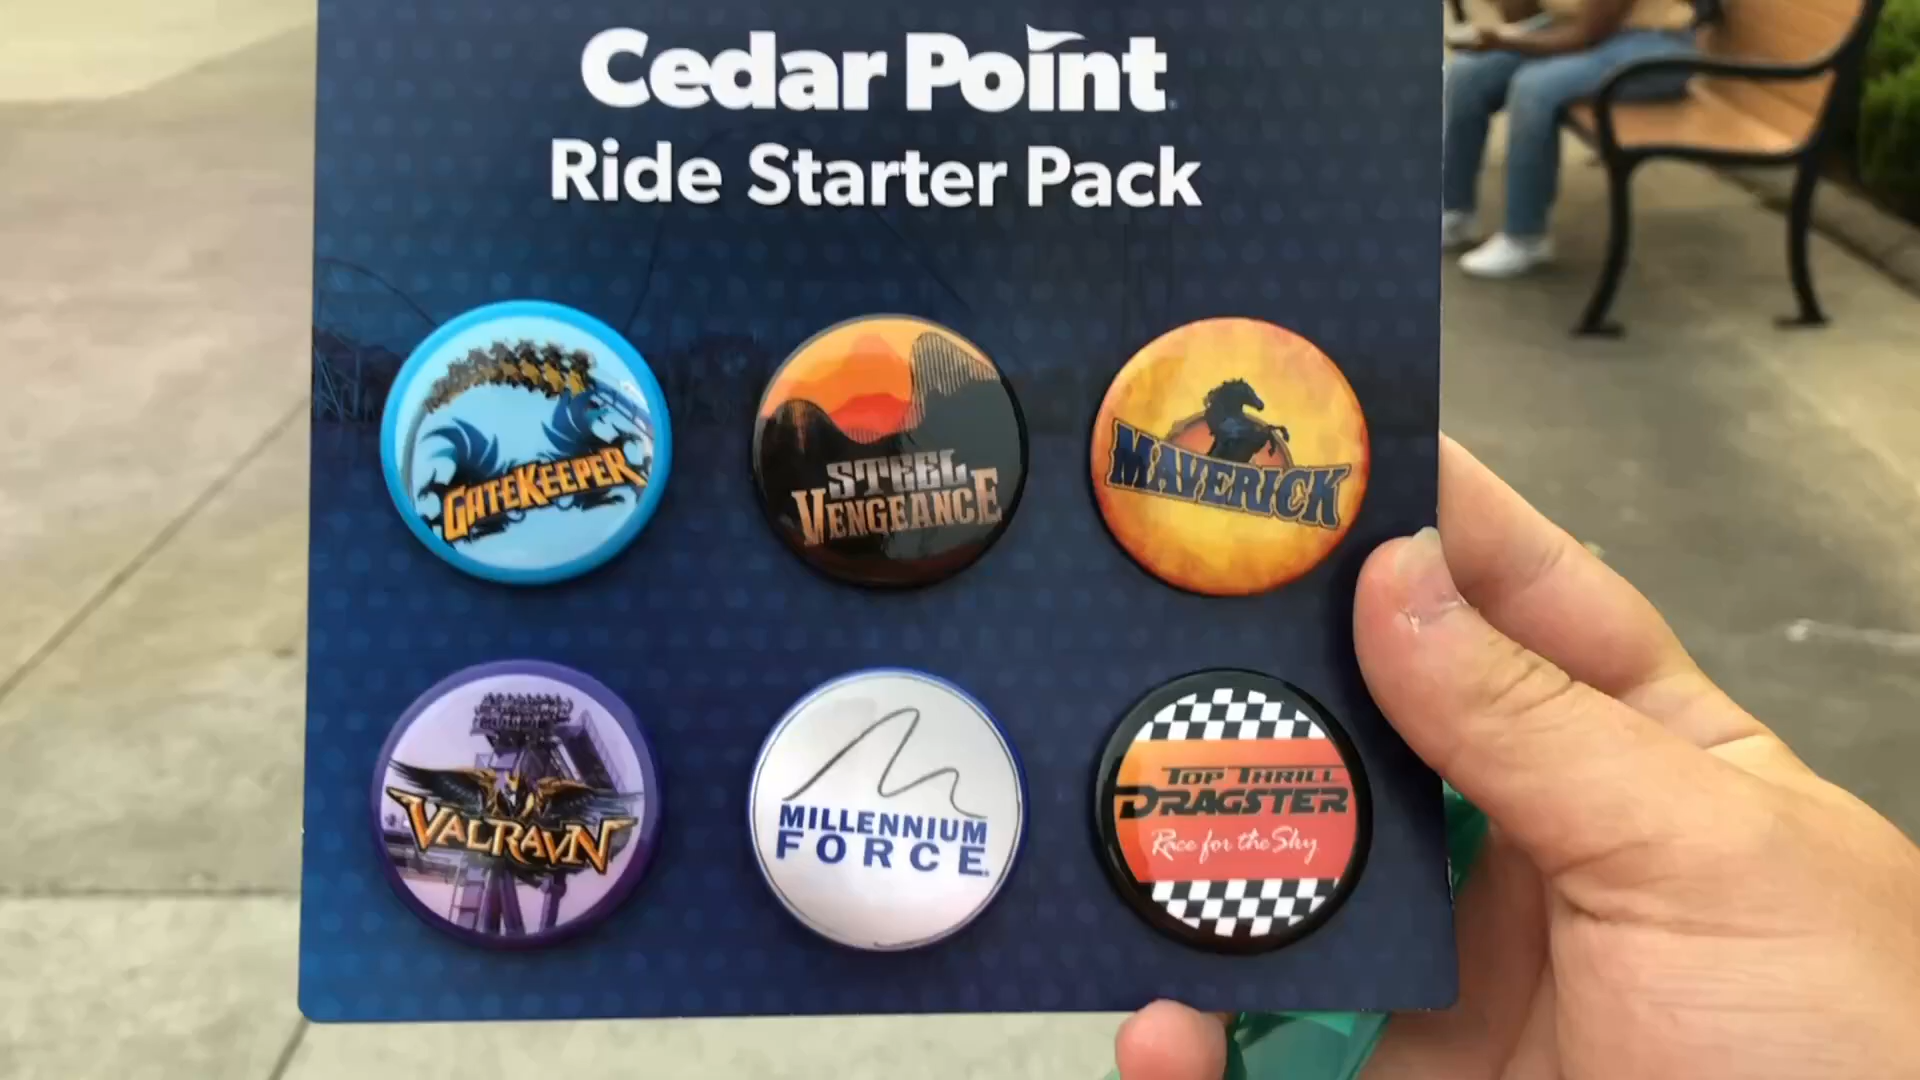 Cedar Point
Ride Starter Pack
GATEKEEPER
STEEL
VENGEANCE
MAVERICK
VALRAVN
MILLENNIUM
FORCE
TOP THRILL
DRAGSTER
Race for the Sky